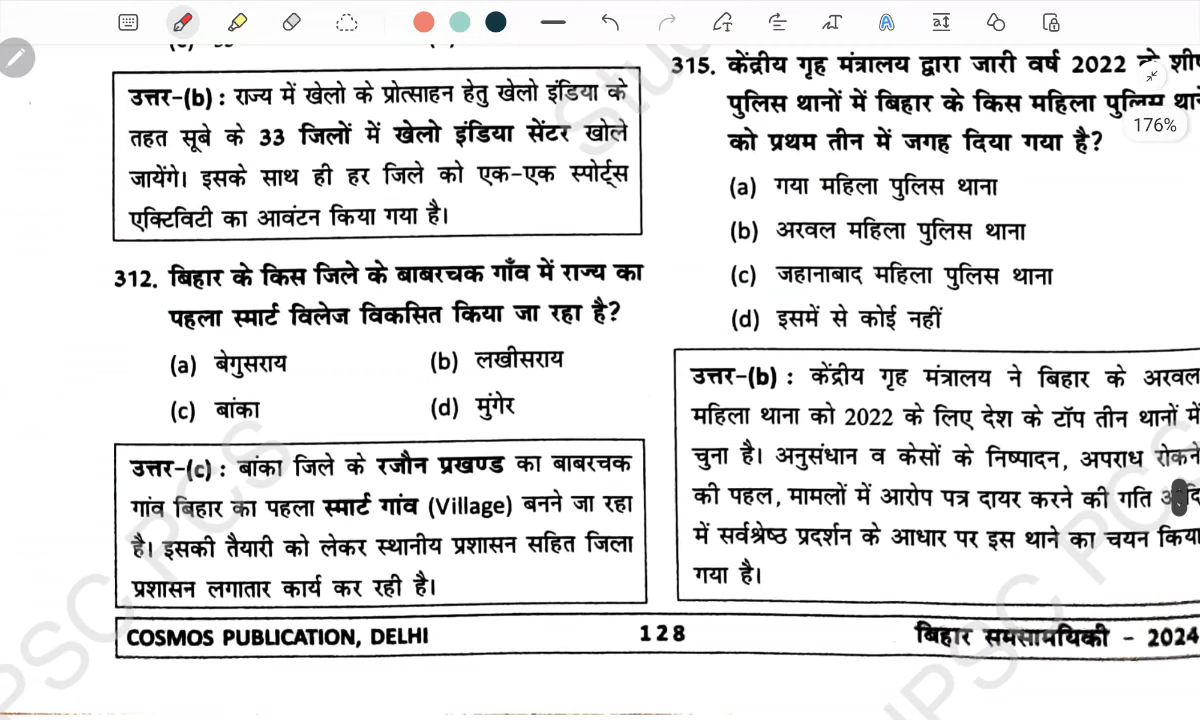 उत्तर-(b) : राज्य में खेलो के प्रोत्साहन हेतु खेलो इंडिया के
तहत सूबे के 33 जिलों में खेलो इंडिया सेंटर खोले
जायेंगे। इसके साथ ही हर जिले को एक-एक स्पोर्ट्स
एक्टिविटी का आवंटन किया गया है।
312. बिहार के किस जिले के बाबरचक गाँव में राज्य का
पहला स्मार्ट विलेज विकसित किया जा रहा है?
(a) बेगुसराय (b) लखीसराय
(c) बांका (d) मुंगेर
उत्तर-(c) : बांका जिले के रजौन प्रखण्ड का बाबरचक
गांव बिहार का पहला स्मार्ट गांव (Village) बनने जा रहा
है। इसकी तैयारी को लेकर स्थानीय प्रशासन सहित जिला
प्रशासन लगातार कार्य कर रही है।
315. केंद्रीय गृह मंत्रालय द्वारा जारी वर्ष 2022 के
पुलिस थानों में बिहार के किस महिला पुलिस
को प्रथम तीन में जगह दिया गया है?
176%
(a) गया महिला पुलिस थाना
(b) अरवल महिला पुलिस थाना
(c) जहानाबाद महिला पुलिस थाना
(d) इसमें से कोई नहीं
उत्तर-(b) : केंद्रीय गृह मंत्रालय ने बिहार के अरवल
महिला थाना को 2022 के लिए देश के टॉप तीन थानों में
चुना है। अनुसंधान व केसों के निष्पादन, अपराध रोकने
की पहल, मामलों में आरोप पत्र दायर करने की गति
में सर्वश्रेष्ठ प्रदर्शन के आधार पर इस थाने का चयन किया
गया है।
COSMOS PUBLICATION, DELHI 128 बिहार समसामयिकी - 2024